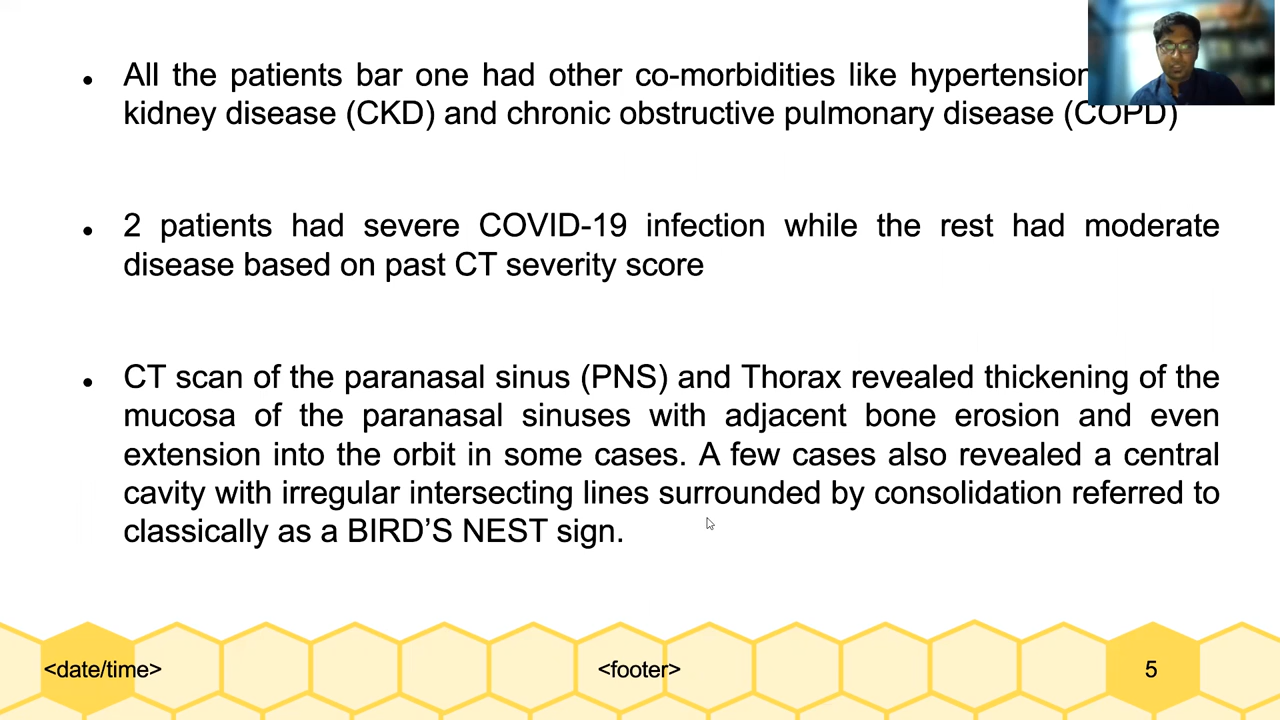 All the patients bar one had other co-morbidities like hypertension
kidney disease (CKD) and chronic obstructive pulmonary disease (COPD)
2 patients had severe COVID-19 infection while the rest had moderate
disease based on past CT severity score
CT scan of the paranasal sinus (PNS) and Thorax revealed thickening of the
mucosa of the paranasal sinuses with adjacent bone erosion and even
extension into the orbit in some cases. A few cases also revealed a central
cavity with irregular intersecting lines surrounded by consolidation referred to
classically as a BIRD’S NEST sign.
<date/time> <footer> 5